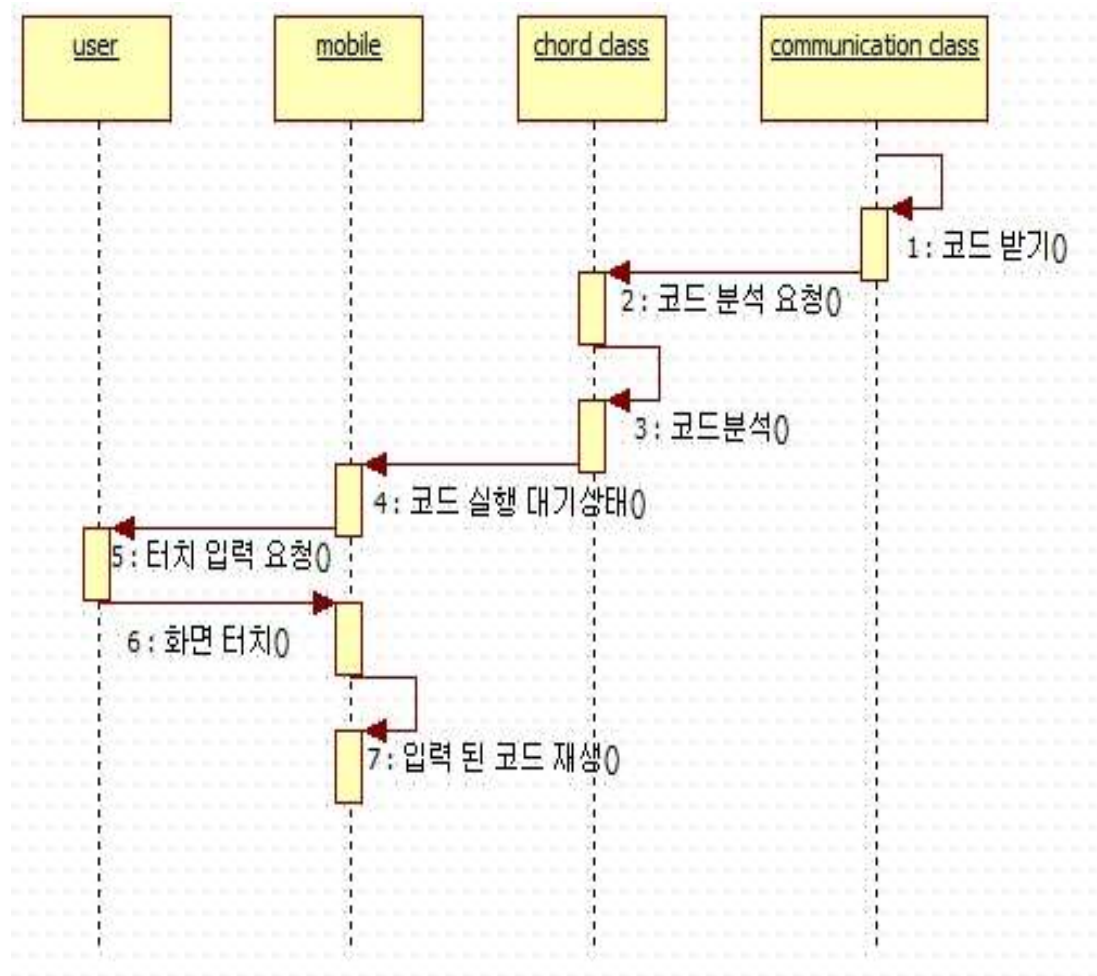 user
mobile
chord class
communication class
1 : 코드 받기()
2 : 코드 분석 요청()
3 : 코드분석()
4 : 코드 실행 대기상태()
5 : 터치 입력 요청()
6 : 화면 터치()
7 : 입력 된 코드 재생()